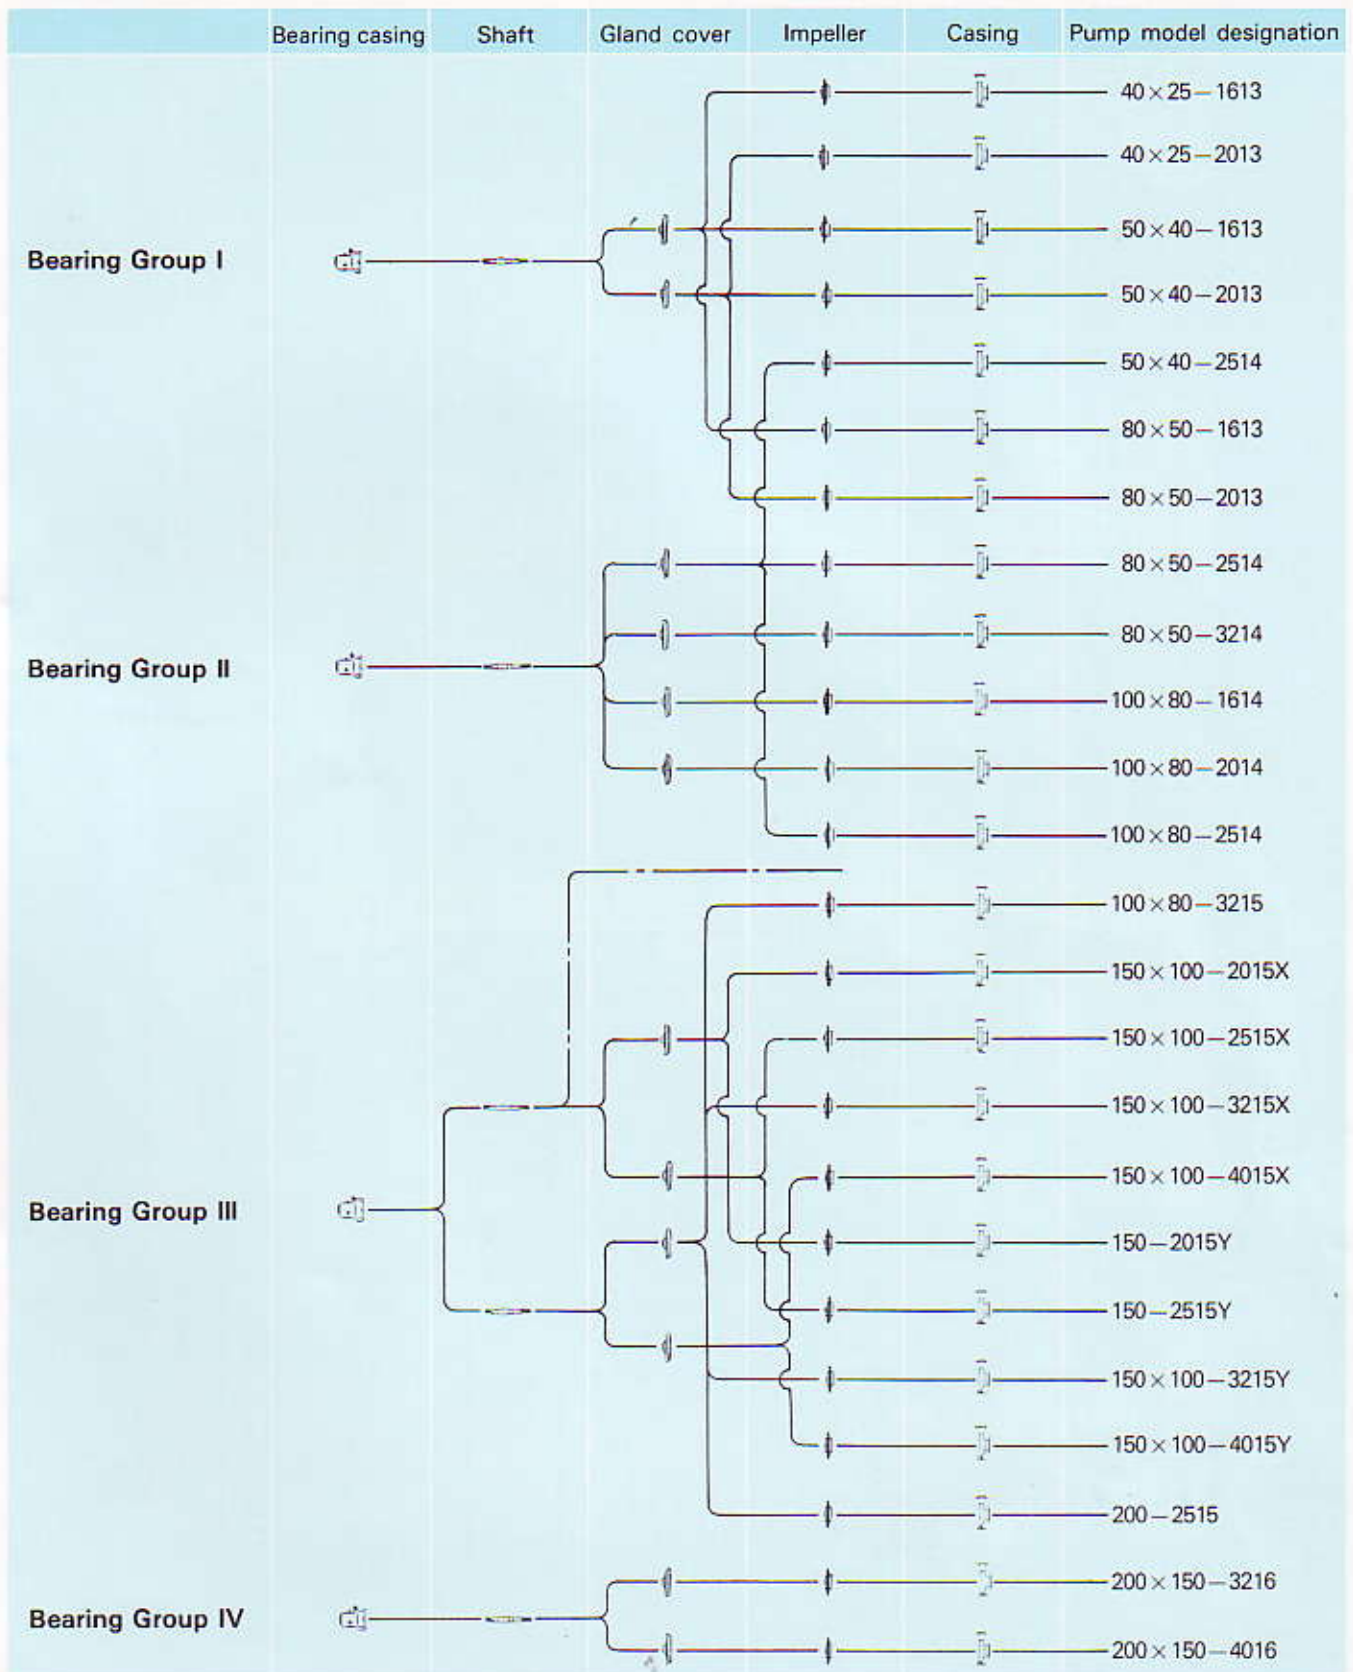 Bearing casing Shaft Gland cover Impeller Casing Pump model designation
40×25—1613
40×25—2013
50×40—1613
Bearing Group I
50×40—2013
50×40—2514
80×50—1613
80×50—2013
80×50—2514
80×50—3214
Bearing Group II
100×80—1614
100×80—2014
100×80—2514
100×80—3215
150×100—2015X
150×100—2515X
150×100—3215X
150×100—4015X
Bearing Group III
150—2015Y
150—2515Y
150×100—3215Y
150×100—4015Y
200—2515
200×150—3216
Bearing Group IV
200×150—4016